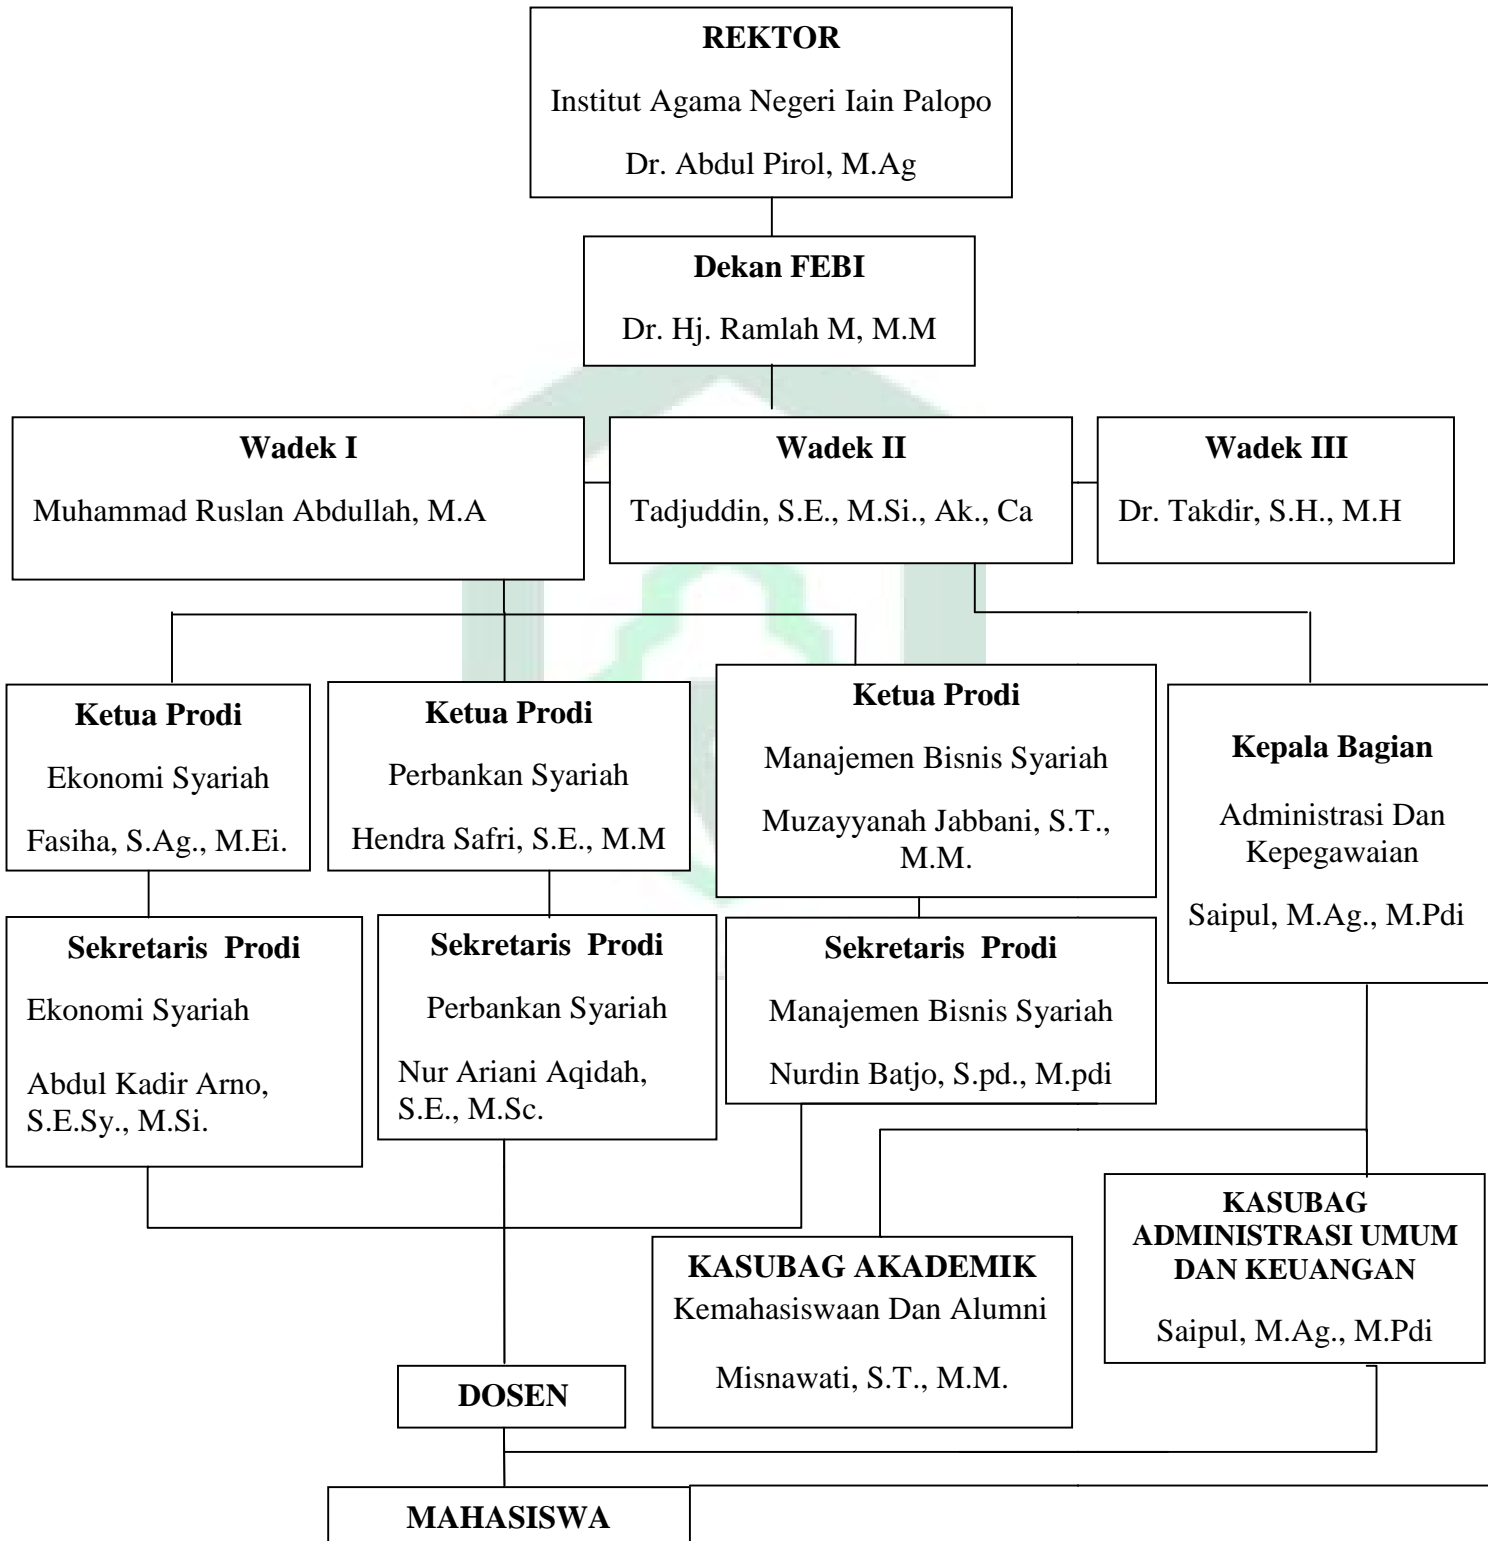 REKTOR
Institut Agama Negeri Iain Palopo
Dr. Abdul Pirol, M.Ag
Dekan FEBI
Dr. Hj. Ramlah M, M.M
Wadek I
Muhammad Ruslan Abdullah, M.A
Wadek II
Tadjuddin, S.E., M.Si., Ak., Ca
Wadek III
Dr. Takdir, S.H., M.H
Ketua Prodi
Ekonomi Syariah
Fasiha, S.Ag., M.Ei.
Ketua Prodi
Perbankan Syariah
Hendra Safri, S.E., M.M
Ketua Prodi
Manajemen Bisnis Syariah
Muzayyanah Jabbani, S.T.,
M.M.
Kepala Bagian
Administrasi Dan
Kepegawaian
Saipul, M.Ag., M.Pdi
Sekretaris  Prodi
Ekonomi Syariah
Abdul Kadir Arno,
S.E.Sy., M.Si.
Sekretaris  Prodi
Perbankan Syariah
Nur Ariani Aqidah,
S.E., M.Sc.
Sekretaris  Prodi
Manajemen Bisnis Syariah
Nurdin Batjo, S.pd., M.pdi
KASUBAG AKADEMIK
Kemahasiswaan Dan Alumni
Misnawati, S.T., M.M.
KASUBAG
ADMINISTRASI UMUM
DAN KEUANGAN
Saipul, M.Ag., M.Pdi
DOSEN
MAHASISWA